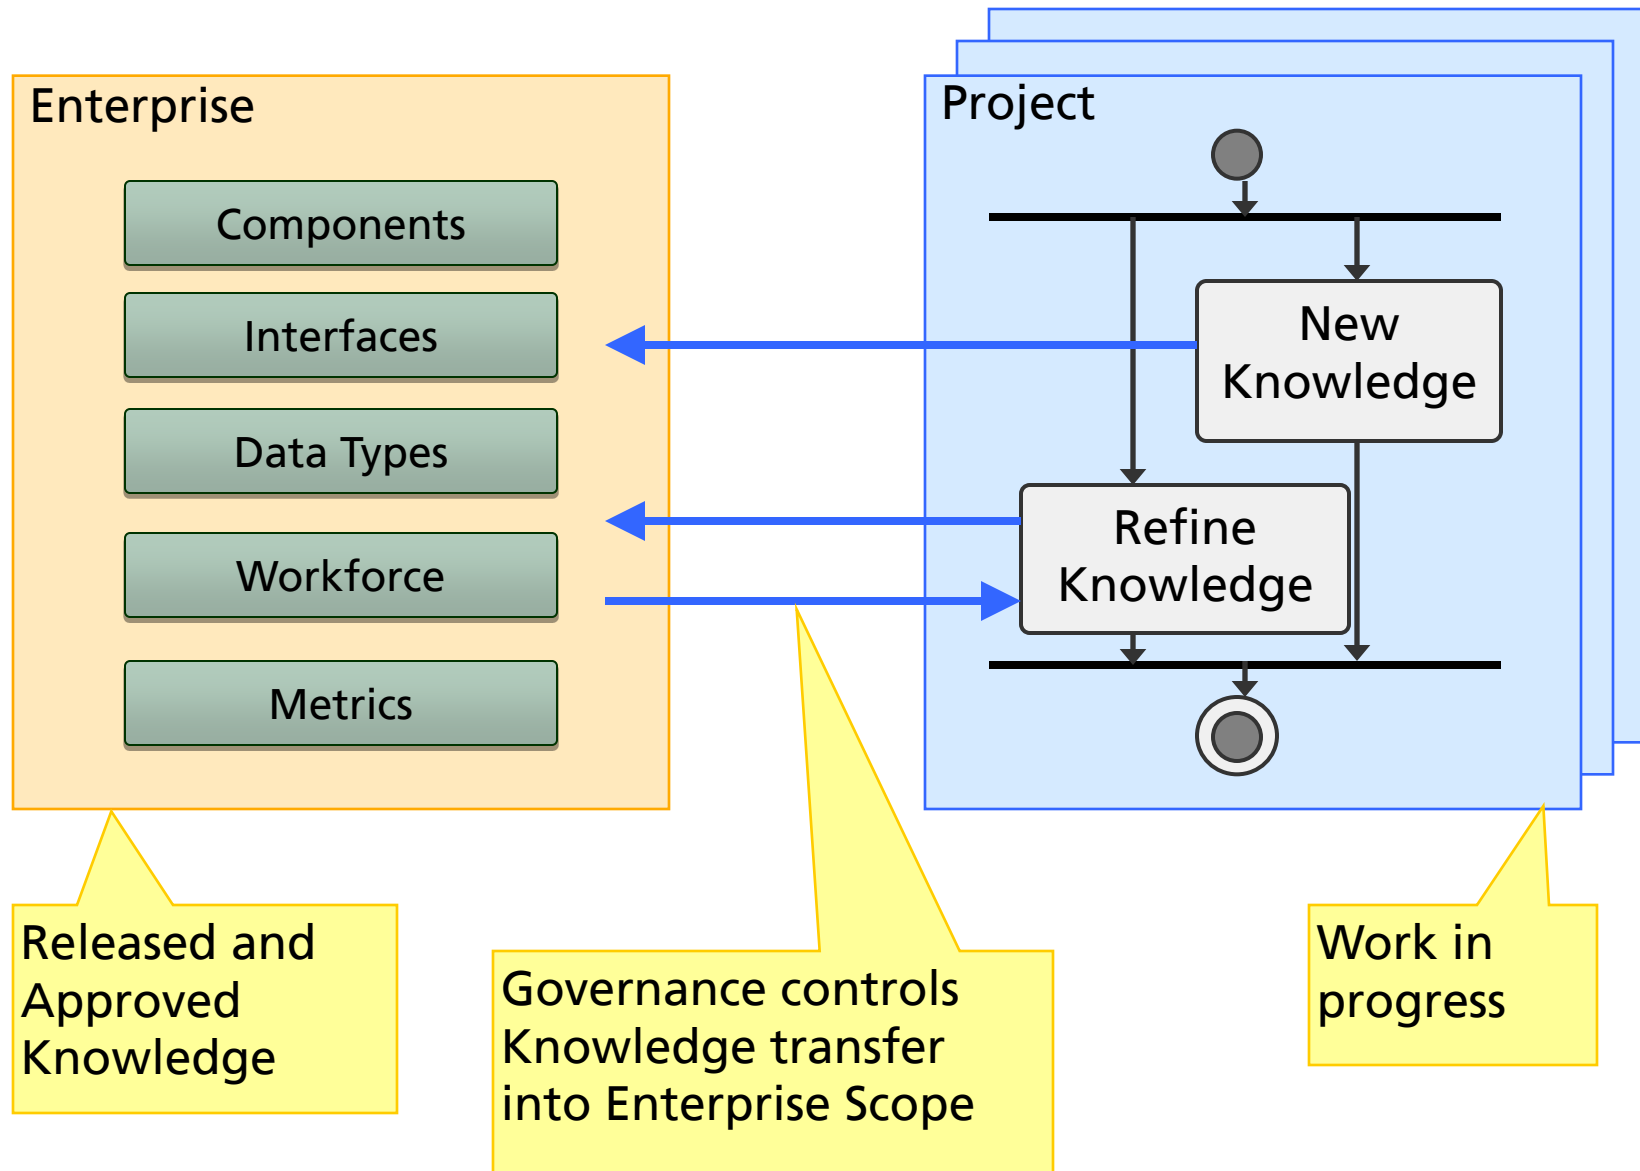 Enterprise
Components
Interfaces
Data Types
Workforce
Metrics
Project
New
Knowledge
Refine
Knowledge
Released and
Approved
Knowledge
Governance controls
Knowledge transfer
into Enterprise Scope
Work in
progress